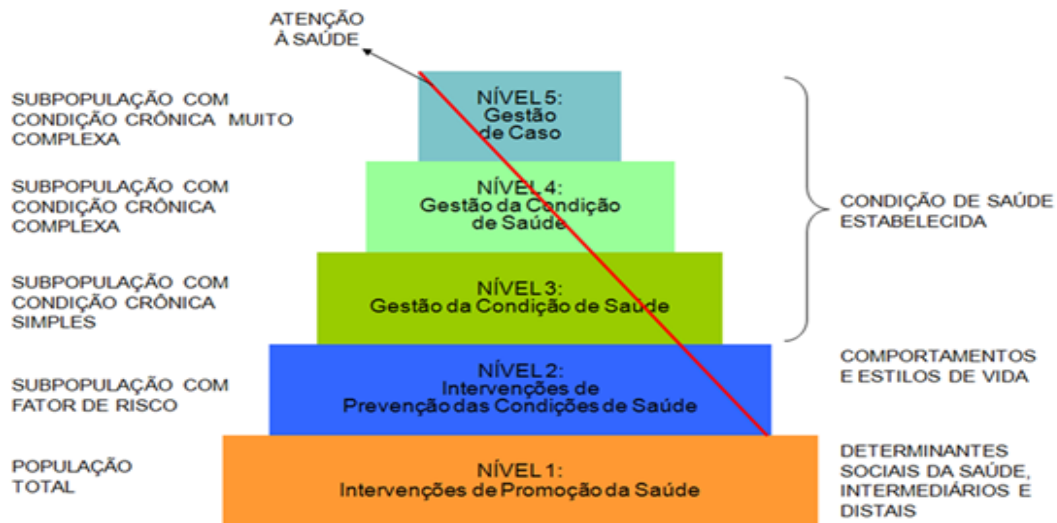 ATENÇÃO
À SAÚDE
SUBPOPULAÇÃO COM
CONDIÇÃO CRÔNICA MUITO
COMPLEXA
NÍVEL 5:
Gestão
de Caso
SUBPOPULAÇÃO COM
CONDIÇÃO CRÔNICA
COMPLEXA
NÍVEL 4:
Gestão da Condição
de Saúde
CONDIÇÃO DE SAÚDE
ESTABELECIDA
SUBPOPULAÇÃO COM
CONDIÇÃO CRÔNICA
SIMPLES
NÍVEL 3:
Gestão da Condição de Saúde
SUBPOPULAÇÃO COM
FATOR DE RISCO
NÍVEL 2:
Intervenções de
Prevenção das Condições de Saúde
COMPORTAMENTOS
E ESTILOS DE VIDA
POPULAÇÃO
TOTAL
NÍVEL 1:
Intervenções de Promoção da Saúde
DETERMINANTES
SOCIAIS DA SAÚDE,
INTERMEDIÁRIOS E
DISTAIS